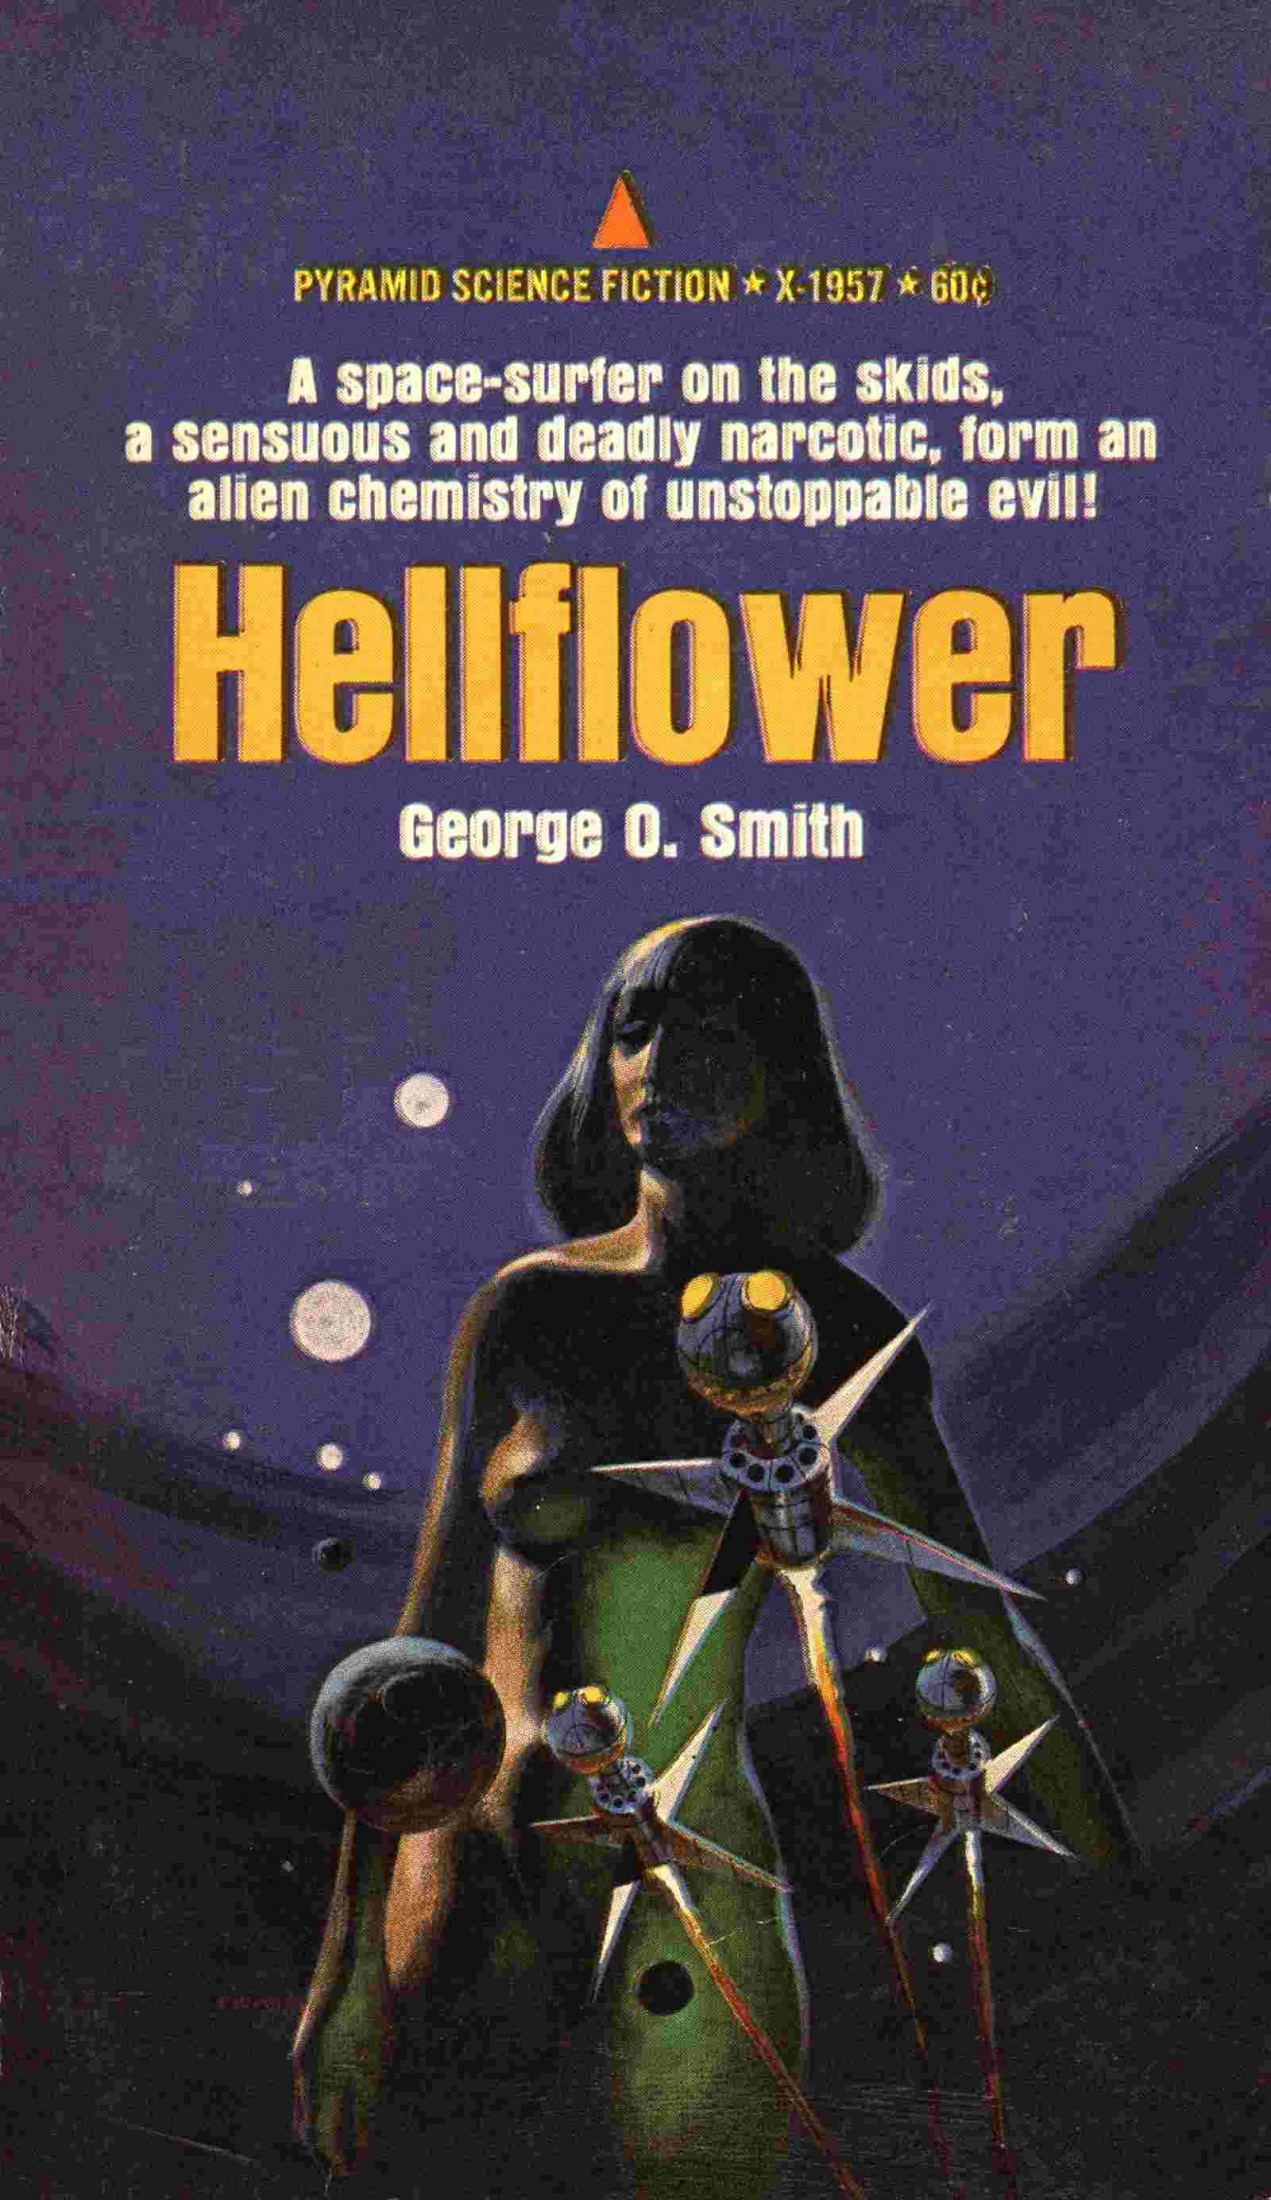 PYRAMID SCIENCE FICTION ★ X-1957 ★ 60¢
A space-surfer on the skids,
a sensuous and deadly narcotic, form an
alien chemistry of unstoppable evil!
Hellflower
George O. Smith